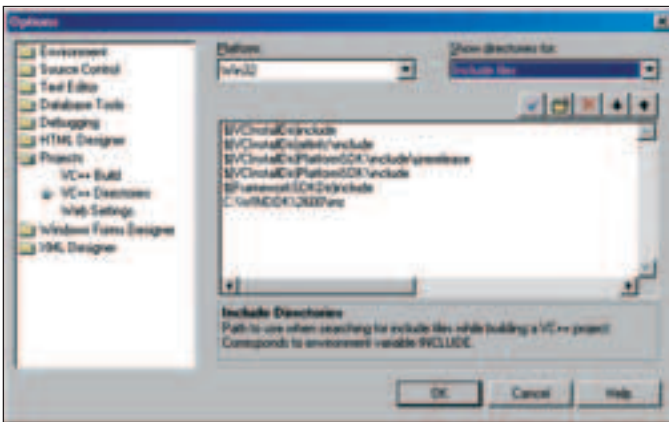 Options
Environment
Source Control
Text Editor
Database Tools
Debugging
HTML Designer
Projects
VC++ Build
VC++ Directories
Web Settings
Windows Forms Designer
XML Designer
Platform:
Win32
Show directories for:
Include files
$(VCInstallDir)include
$(VCInstallDir)atlmfc\include
$(VCInstallDir)PlatformSDK\include\prerelease
$(VCInstallDir)PlatformSDK\include
$(FrameworkSDKDir)include
C:\WINDDK\2600\inc
Include Directories
Path to use when searching for include files while building a VC++ project.
Corresponds to environment variable INCLUDE.
OK
Cancel
Help